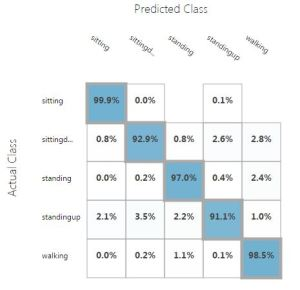 Predicted Class
sitting sittingd... standing standingup walking
Actual Class
sitting 99.9% 0.0% 0.1%
sittingd... 0.8% 92.9% 0.8% 2.6% 2.8%
standing 0.0% 0.2% 97.0% 0.4% 2.4%
standingup 2.1% 3.5% 2.2% 91.1% 1.0%
walking 0.0% 0.2% 1.1% 0.1% 98.5%